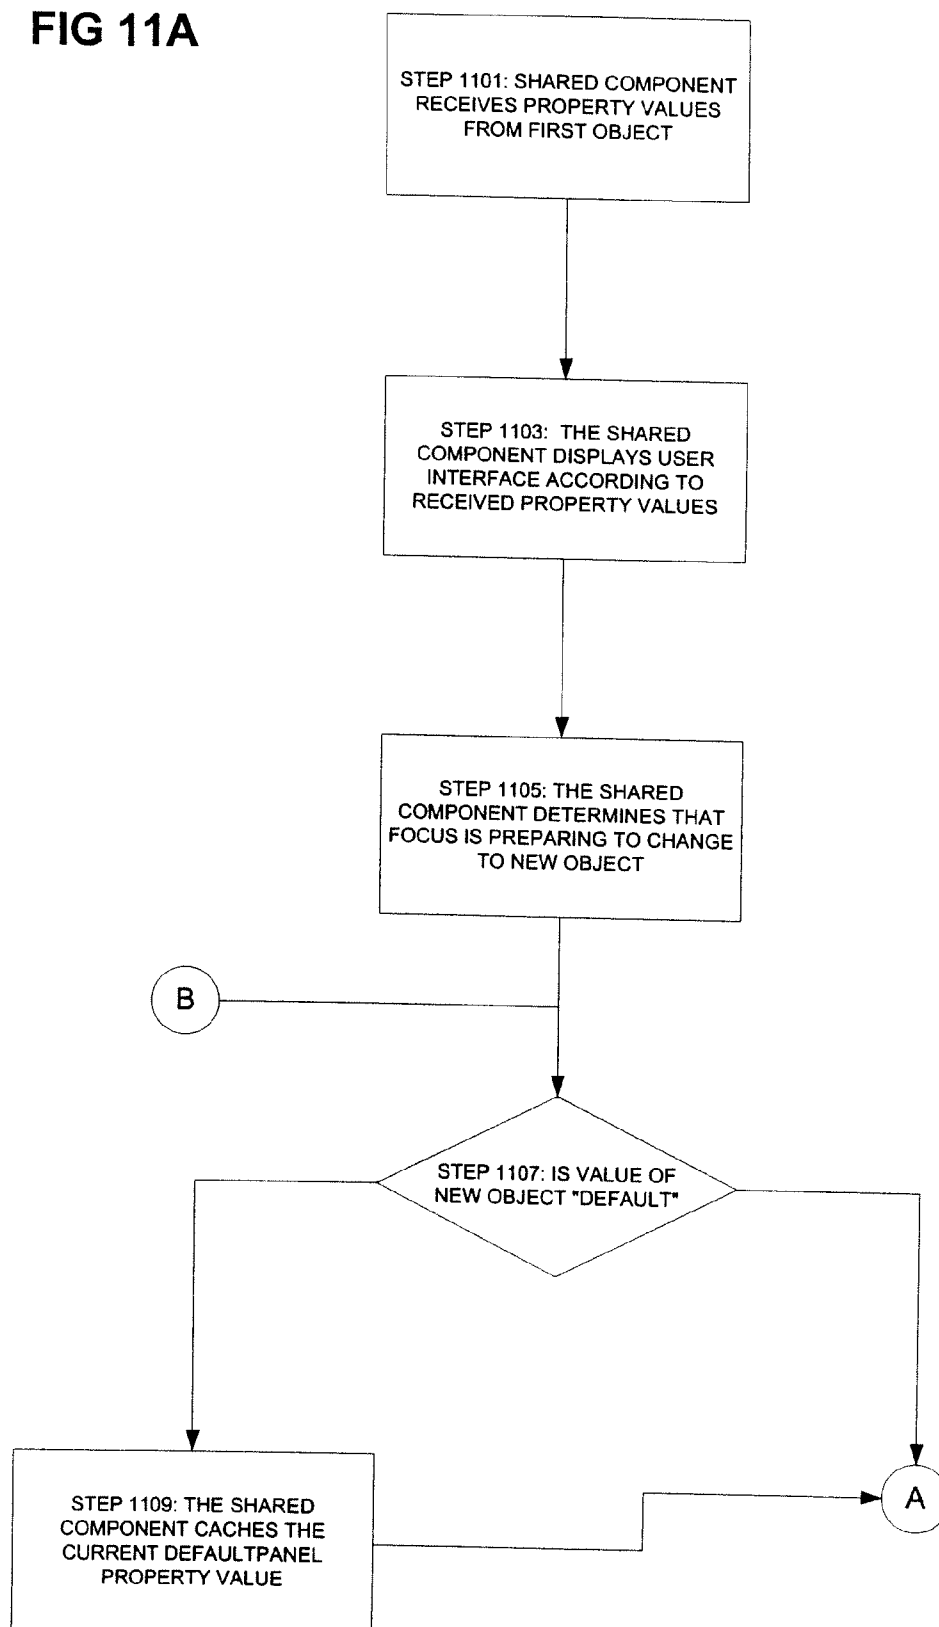 FIG 11A
STEP 1101: SHARED COMPONENT
RECEIVES PROPERTY VALUES
FROM FIRST OBJECT
STEP 1103: THE SHARED
COMPONENT DISPLAYS USER
INTERFACE ACCORDING TO
RECEIVED PROPERTY VALUES
STEP 1105: THE SHARED
COMPONENT DETERMINES THAT
FOCUS IS PREPARING TO CHANGE
TO NEW OBJECT
B
STEP 1107: IS VALUE OF
NEW OBJECT "DEFAULT"
STEP 1109: THE SHARED
COMPONENT CACHES THE
CURRENT DEFAULTPANEL
PROPERTY VALUE
A